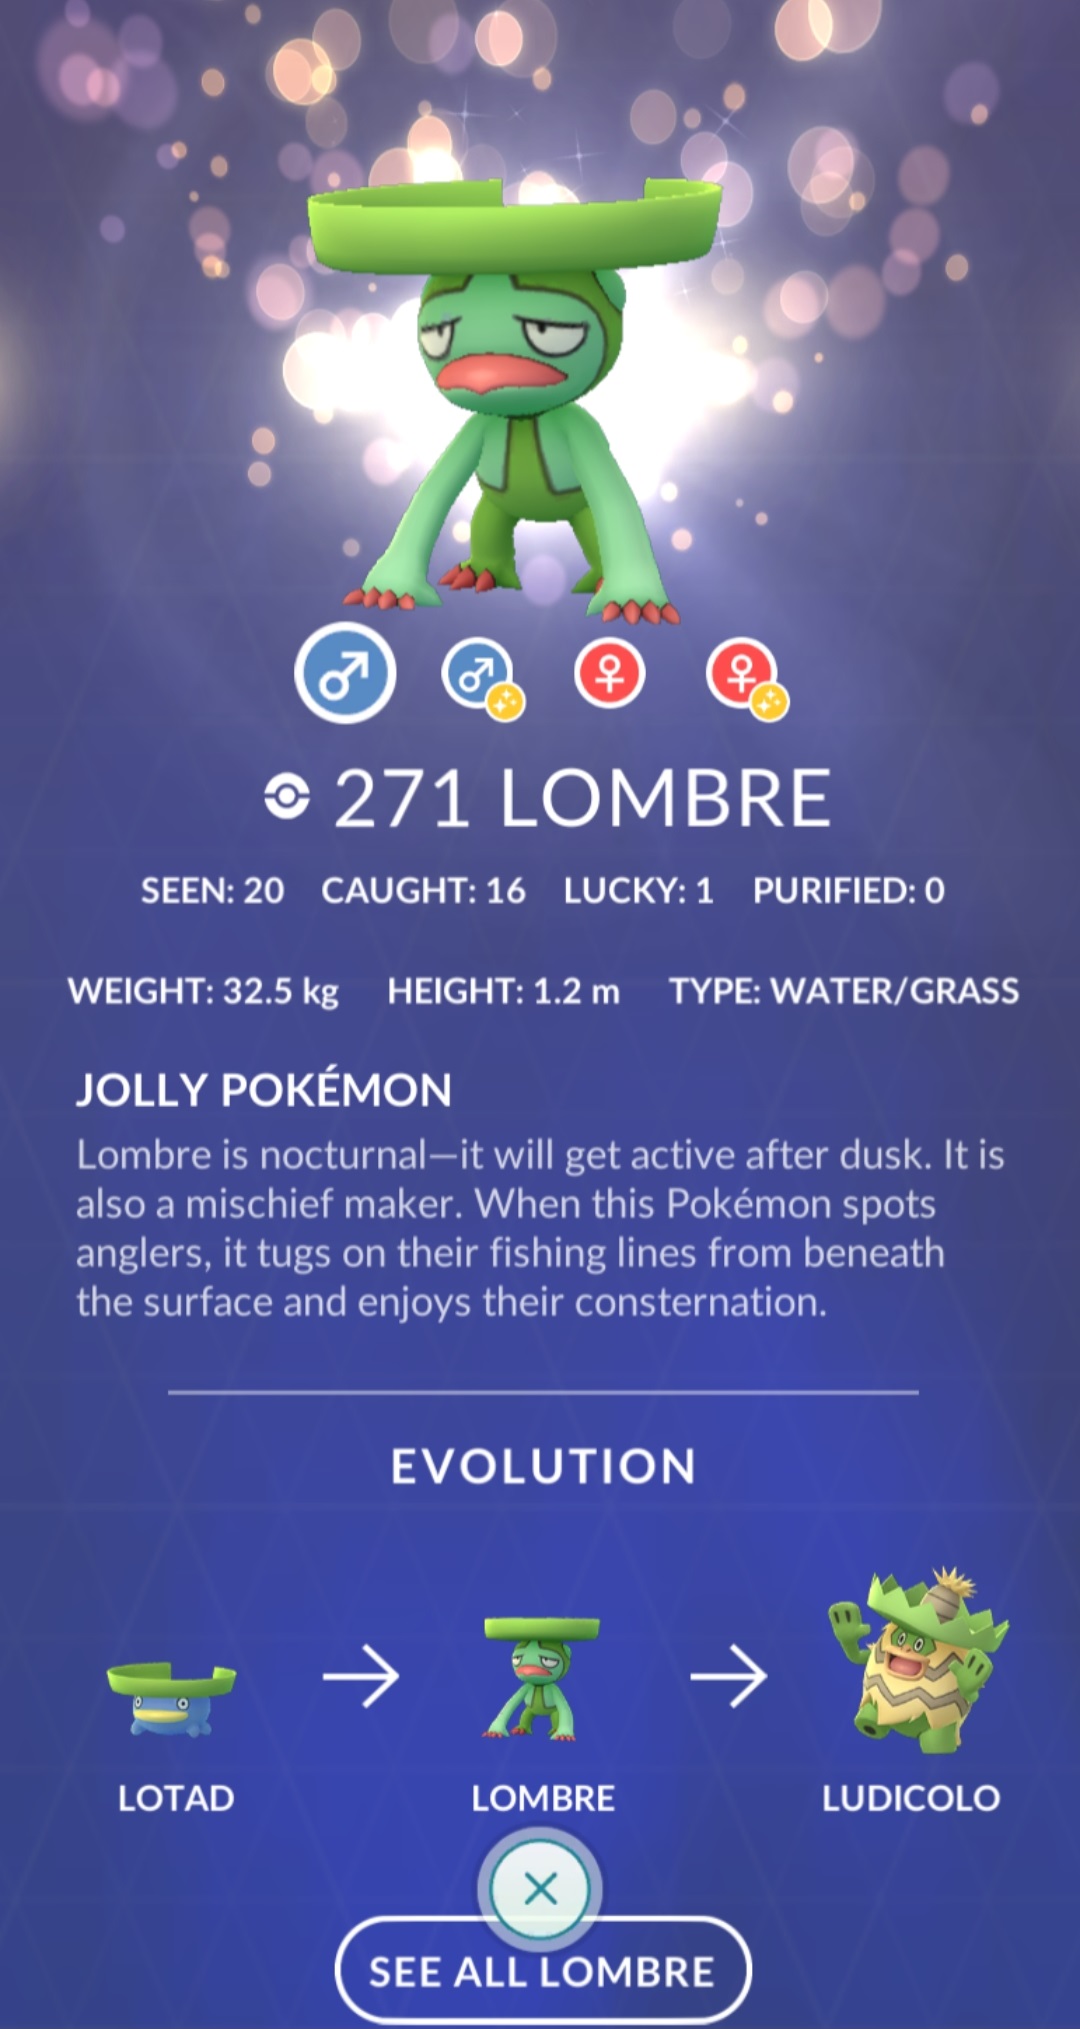 271 LOMBRE
SEEN: 20 CAUGHT: 16 LUCKY: 1 PURIFIED: 0
WEIGHT: 32.5 kg HEIGHT: 1.2 m TYPE: WATER/GRASS
JOLLY POKÉMON
Lombre is nocturnal—it will get active after dusk. It is
also a mischief maker. When this Pokémon spots
anglers, it tugs on their fishing lines from beneath
the surface and enjoys their consternation.
EVOLUTION
LOTAD LOMBRE LUDICOLO
SEE ALL LOMBRE